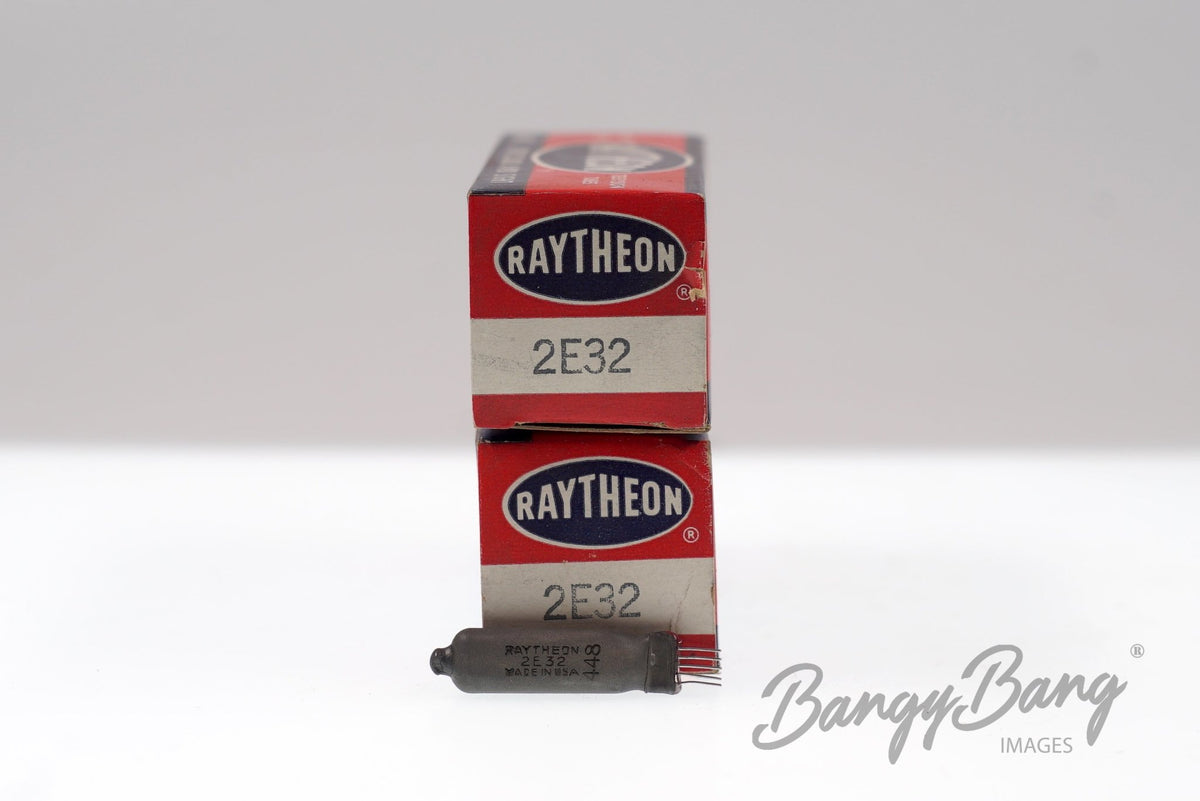 RAYTHEON
®
2E32
RAYTHEON
®
2E32
RAYTHEON
2E32
MADE IN USA
448
BangyBang ®
IMAGES